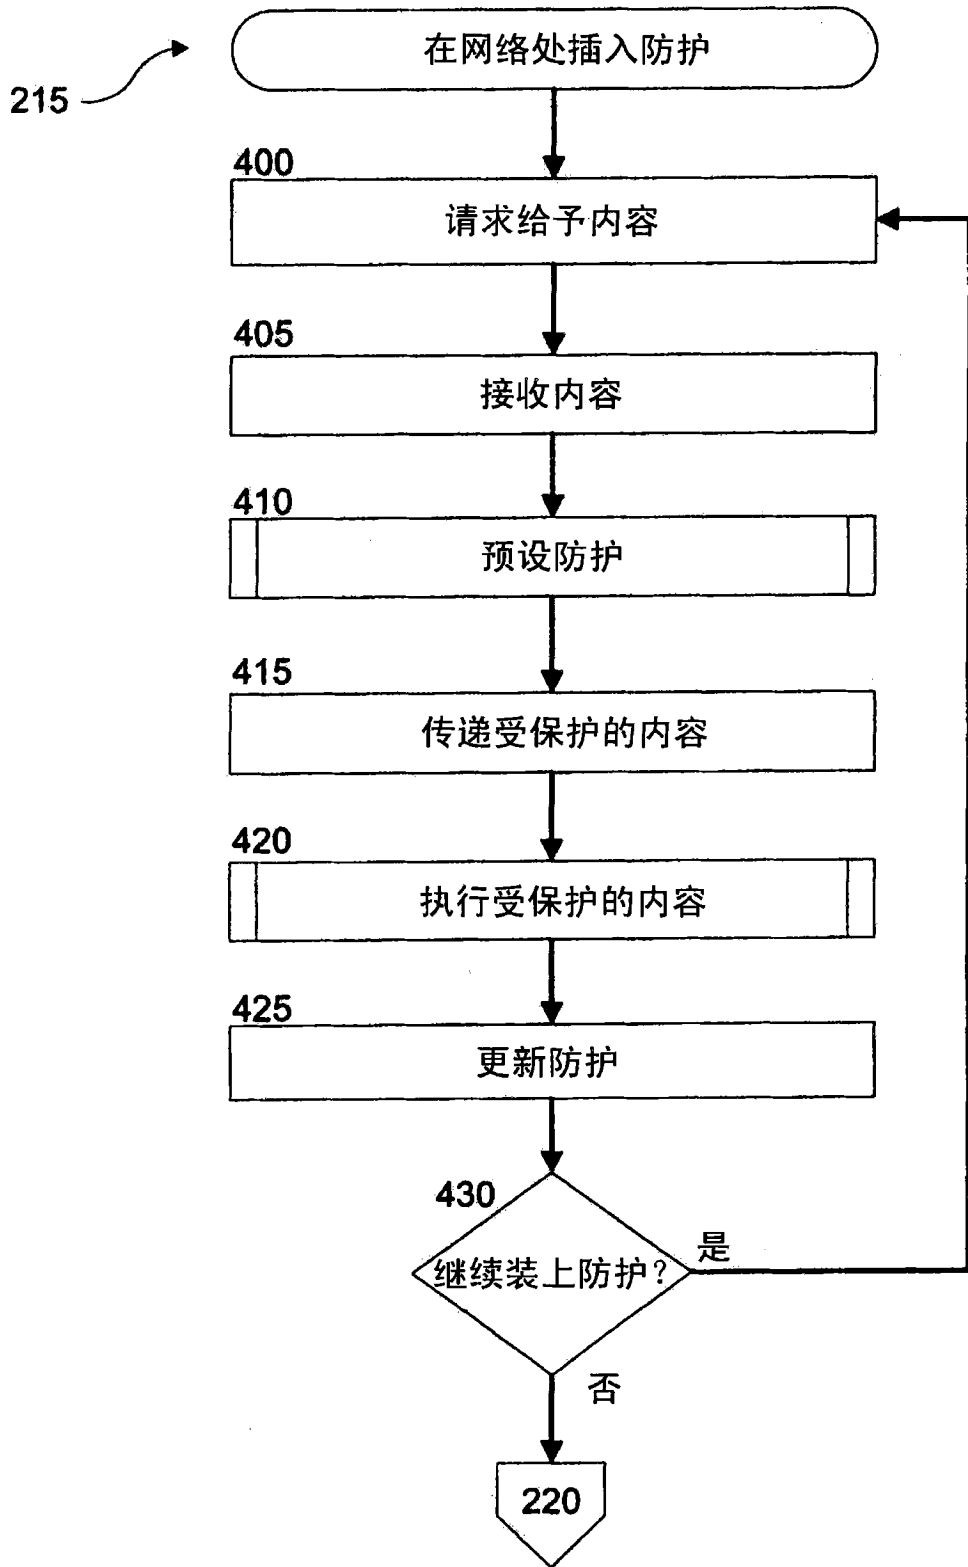 在网络处插入防护
215
400
请求给予内容
405
接收内容
410
预设防护
415
传递受保护的内容
420
执行受保护的内容
425
更新防护
430
继续装上防护?
是
否
220